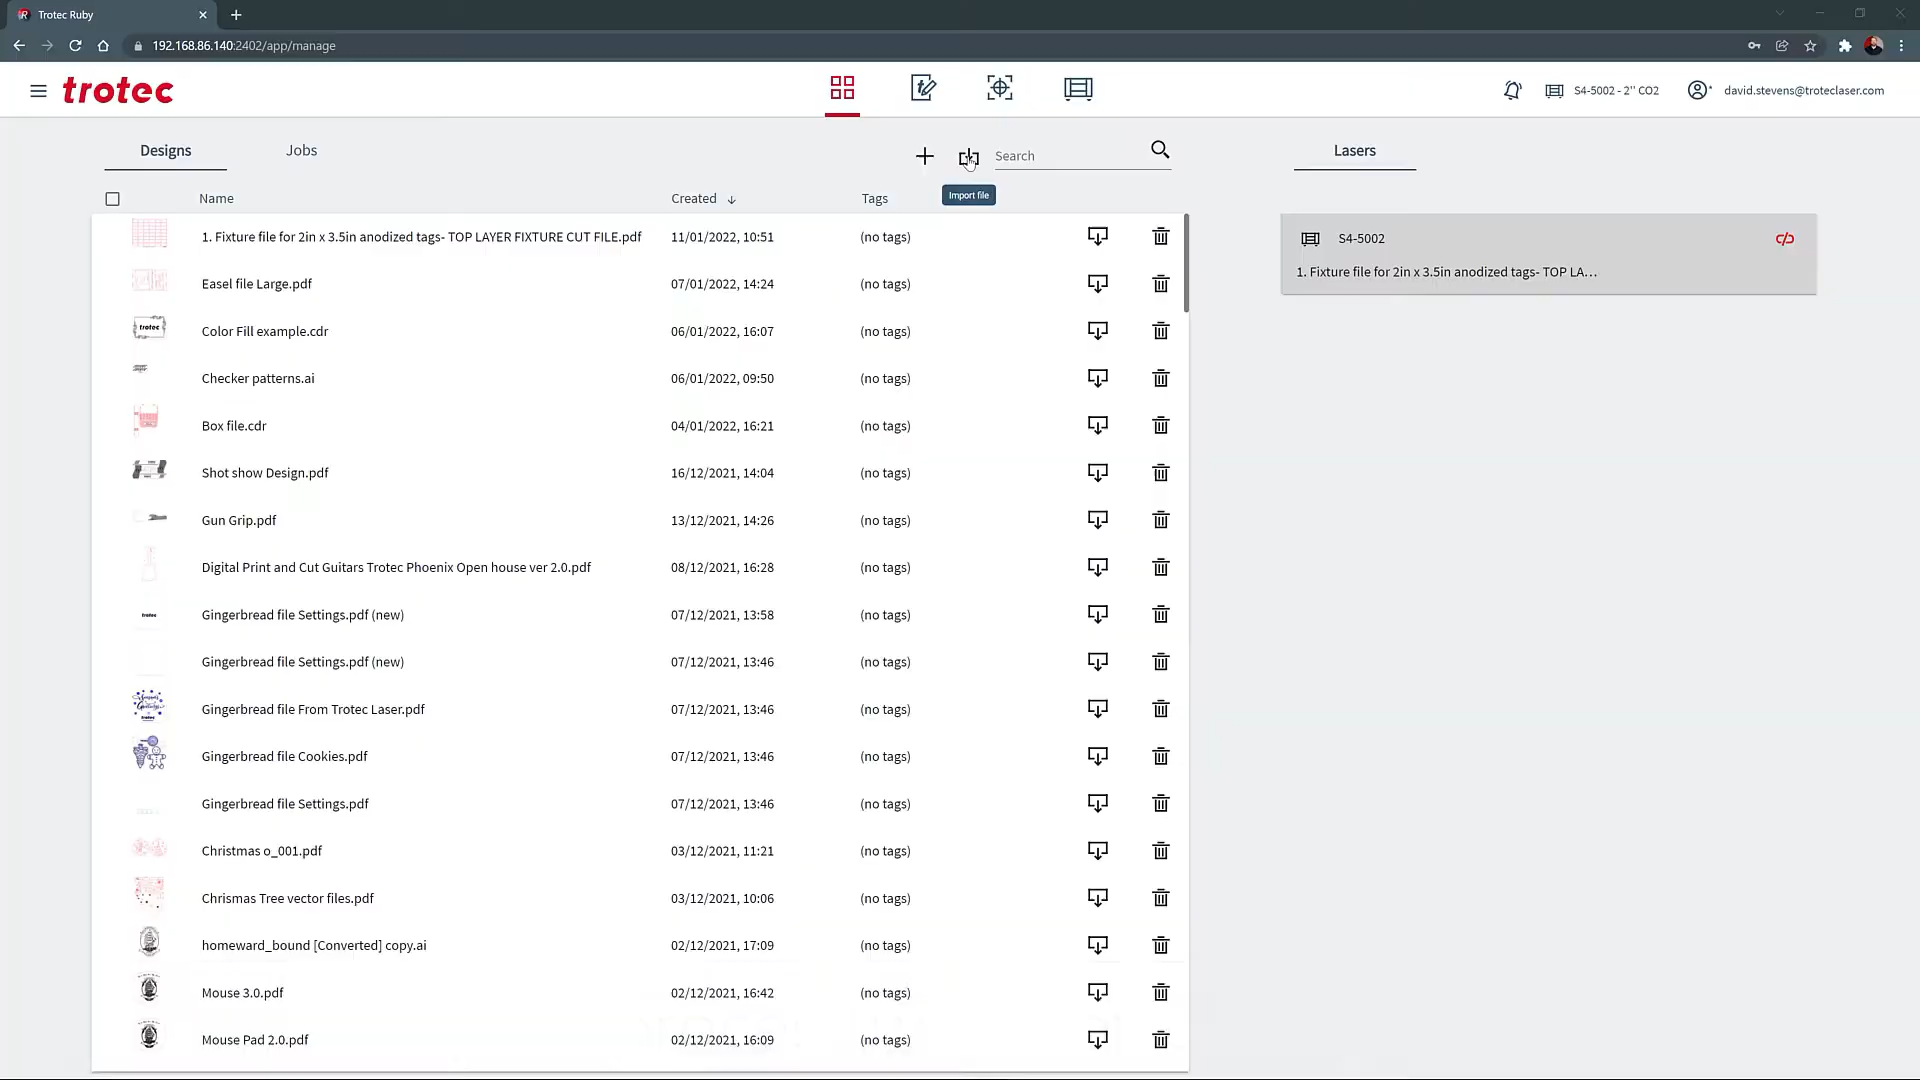 Trotec Ruby
192.168.86.140:2402/app/manage
trotec
S4-5002 - 2'' CO2
david.stevens@troteclaser.com
Designs
Jobs
Search
Lasers
Import file
Name
Created
Tags
1. Fixture file for 2in x 3.5in anodized tags- TOP LAYER FIXTURE CUT FILE.pdf 11/01/2022, 10:51 (no tags)
Easel file Large.pdf 07/01/2022, 14:24 (no tags)
trotec
Color Fill example.cdr 06/01/2022, 16:07 (no tags)
Checker patterns.ai 06/01/2022, 09:50 (no tags)
Box file.cdr 04/01/2022, 16:21 (no tags)
Shot show Design.pdf 16/12/2021, 14:04 (no tags)
Gun Grip.pdf 13/12/2021, 14:26 (no tags)
Digital Print and Cut Guitars Trotec Phoenix Open house ver 2.0.pdf 08/12/2021, 16:28 (no tags)
trotec
Gingerbread file Settings.pdf (new) 07/12/2021, 13:58 (no tags)
Gingerbread file Settings.pdf (new) 07/12/2021, 13:46 (no tags)
Gingerbread file From Trotec Laser.pdf 07/12/2021, 13:46 (no tags)
Gingerbread file Cookies.pdf 07/12/2021, 13:46 (no tags)
Gingerbread file Settings.pdf 07/12/2021, 13:46 (no tags)
Christmas o_001.pdf 03/12/2021, 11:21 (no tags)
Chrismas Tree vector files.pdf 03/12/2021, 10:06 (no tags)
homeward_bound [Converted] copy.ai 02/12/2021, 17:09 (no tags)
Mouse 3.0.pdf 02/12/2021, 16:42 (no tags)
Mouse Pad 2.0.pdf 02/12/2021, 16:09 (no tags)
S4-5002
1. Fixture file for 2in x 3.5in anodized tags- TOP LA...